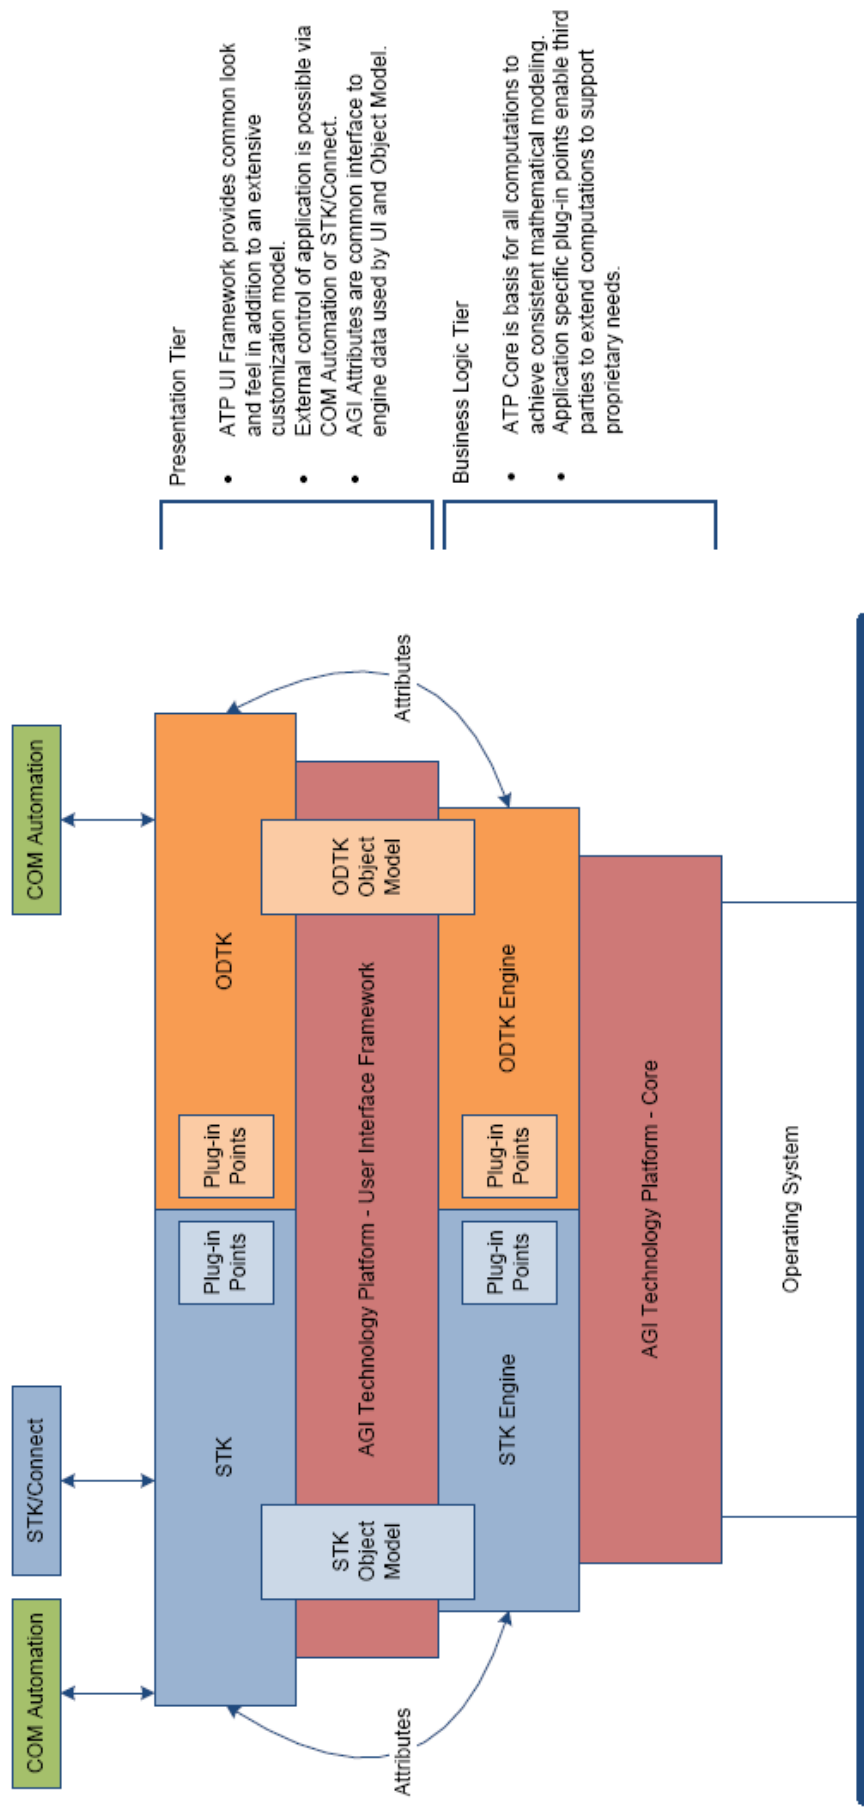 COM Automation
STK/Connect
COM Automation
STK
Plug-in
Points
Plug-in
Points
ODTK
STK
Object
Model
AGI Technology Platform - User Interface Framework
ODTK
Object
Model
Attributes
Attributes
STK Engine
Plug-in
Points
Plug-in
Points
ODTK Engine
AGI Technology Platform - Core
Operating System
Presentation Tier
• ATP UI Framework provides common look
and feel in addition to an extensive
customization model.
• External control of application is possible via
COM Automation or STK/Connect.
• AGI Attributes are common interface to
engine data used by UI and Object Model.
Business Logic Tier
• ATP Core is basis for all computations to
achieve consistent mathematical modeling.
• Application specific plug-in points enable third
parties to extend computations to support
proprietary needs.